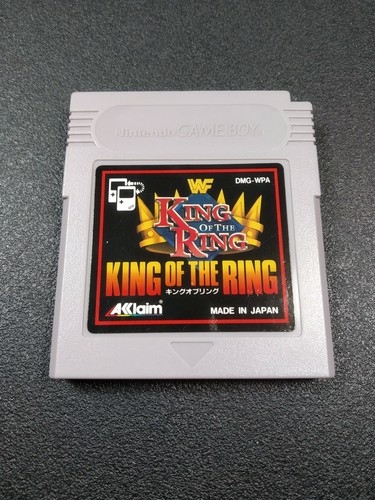 Nintendo GAME BOY
WF
DMG-WPA
KING
OF THE
RING
KING OF THE RING
キングオブリング
AKKlaim
MADE IN JAPAN